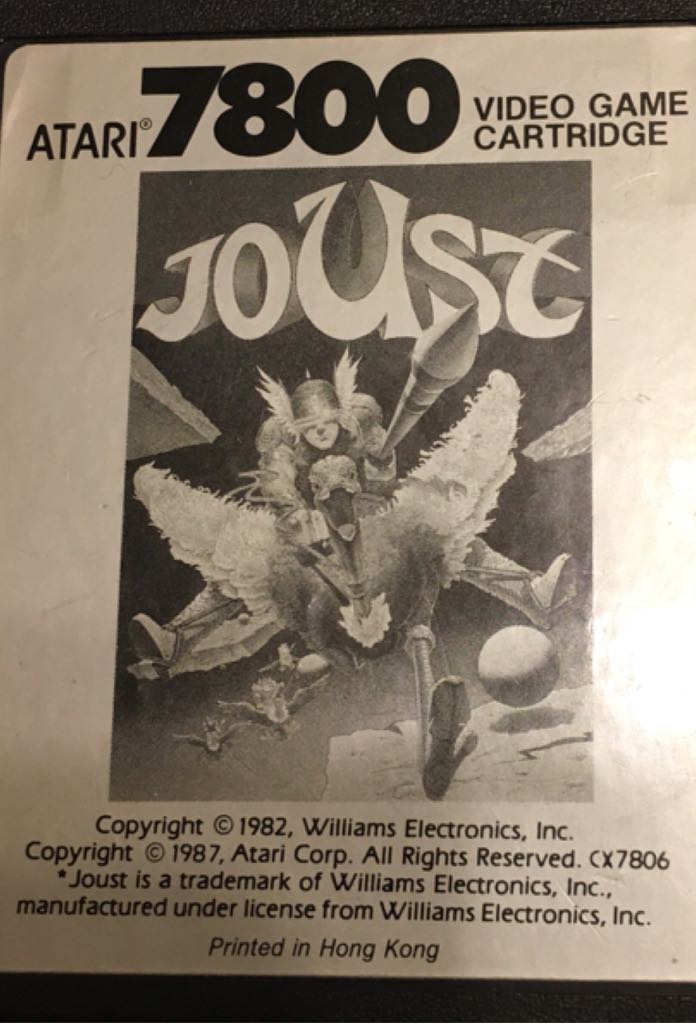 ATARI® 7800 VIDEO GAME
CARTRIDGE
JOUST
Copyright © 1982, Williams Electronics, Inc.
Copyright © 1987, Atari Corp. All Rights Reserved. CX7806
*Joust is a trademark of Williams Electronics, Inc.,
manufactured under license from Williams Electronics, Inc.
Printed in Hong Kong